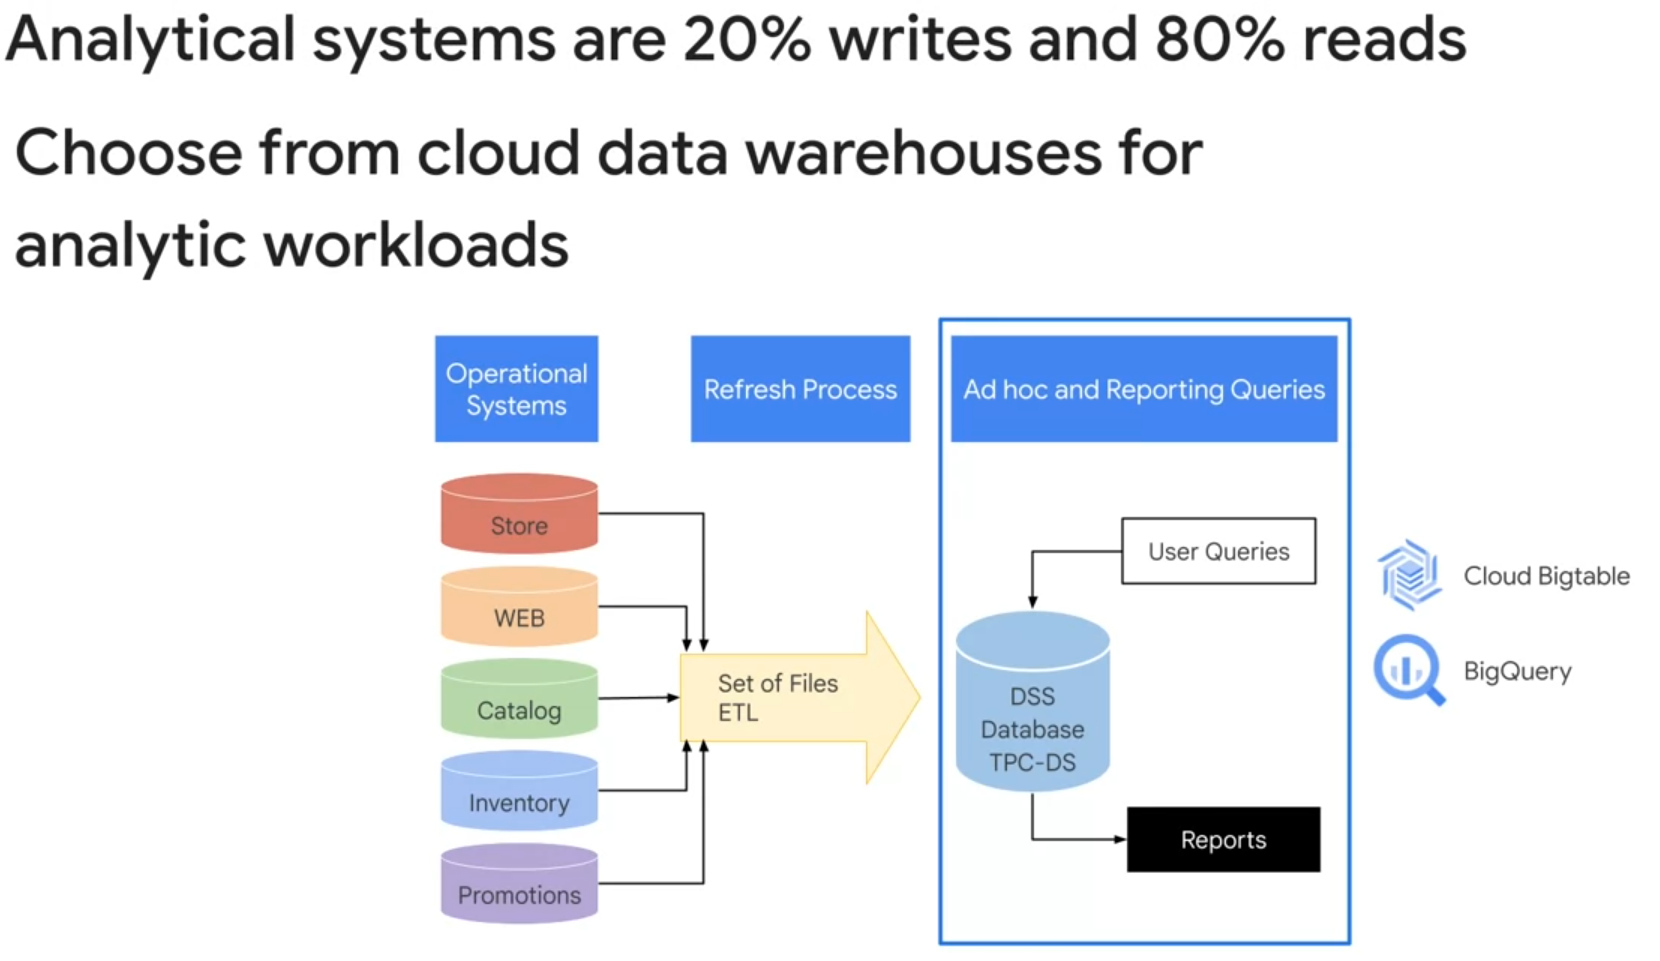 Analytical systems are 20% writes and 80% reads
Choose from cloud data warehouses for
analytic workloads
Operational
Systems
Refresh Process
Ad hoc and Reporting Queries
Store
WEB
Catalog
Inventory
Promotions
Set of Files
ETL
User Queries
DSS
Database
TPC-DS
Reports
Cloud Bigtable
BigQuery